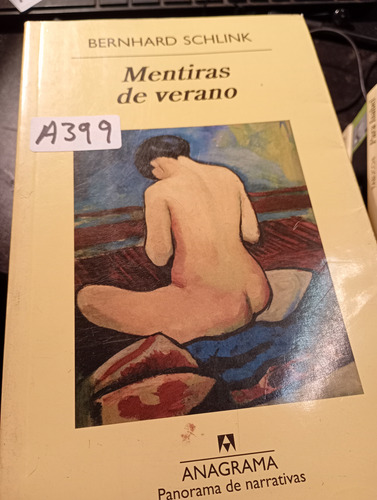 BERNHARD SCHLINK
Mentiras
de verano
A399
ANAGRAMA
Panorama de narrativas